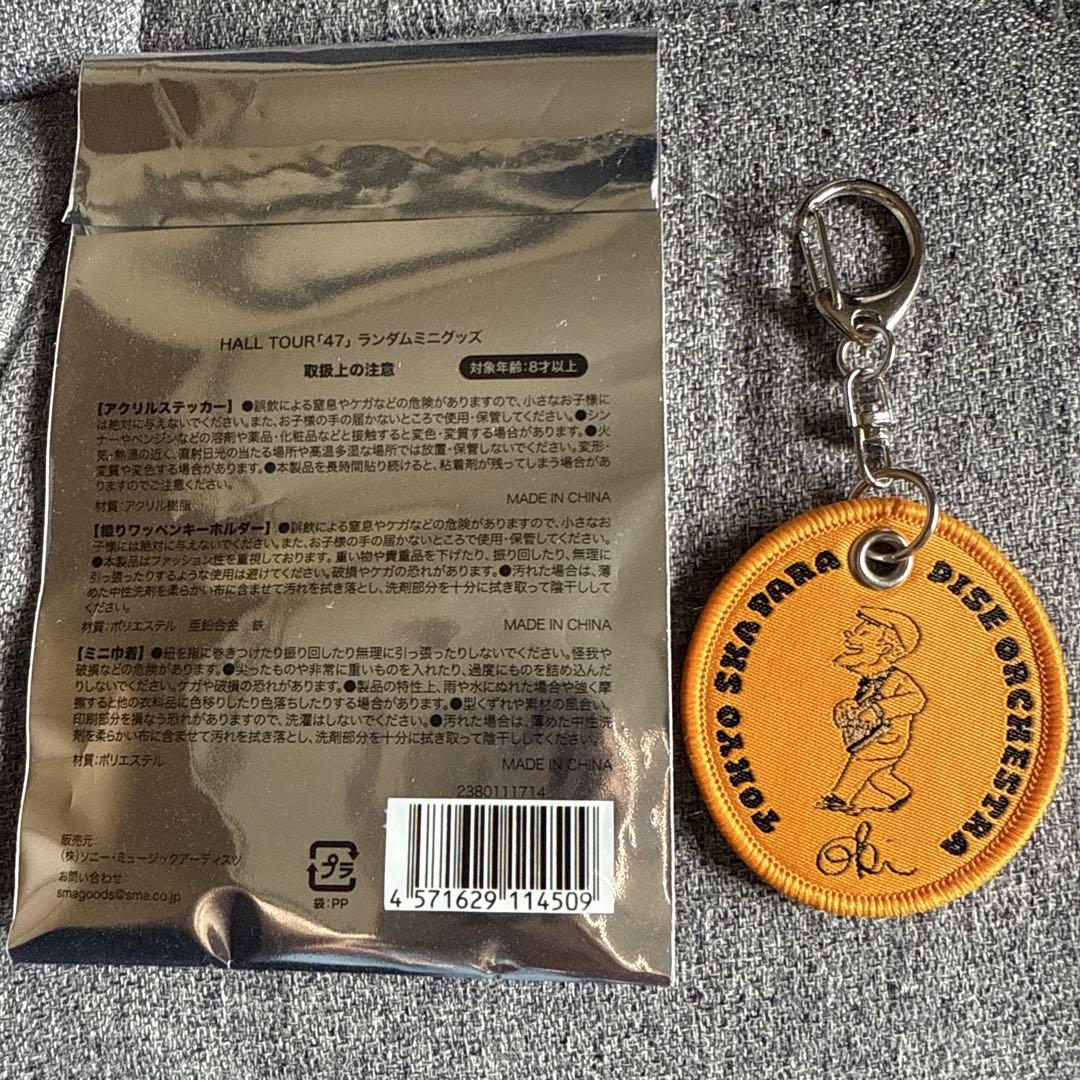 HALL TOUR「47」ランダムミニグッズ
取扱上の注意
対象年齢:8才以上
【アクリルステッカー】●誤飲による窒息やケガなどの危険がありますので、小さなお子様に
は絶対に与えないでください。また、お子様の手の届かないところで使用・保管してください。●シン
ナーやベンジンなどの溶剤や薬品・化粧品などと接触すると変色・変質する場合があります。●火
気・熱源の近く、直射日光の当たる場所や高温多湿な場所では放置・保管しないでください。変形・
変質や変色する場合があります。●本製品を長時間貼り続けると、粘着剤が残ってしまう場合があ
りますのでご注意ください。
材質:アクリル樹脂
MADE IN CHINA
【織りワッペンキーホルダー】●誤飲による窒息やケガなどの危険がありますので、小さなお
子様には絶対に与えないでください。また、お子様の手の届かないところで使用・保管してください。
●本製品はファッション性を重視しております。重い物や貴重品を下げたり、振り回したり、無理に
引っ張ったりするような使用は避けてください。破損やケガの恐れがあります。●汚れた場合は、薄
めた中性洗剤を柔らかい布に含ませて汚れを拭き落とし、洗剤部分を十分に拭き取って陰干しし
てください。
材質:ポリエステル 亜鉛合金 鉄
MADE IN CHINA
【ミニ巾着】●紐を指に巻きつけたり振り回したり無理に引っ張ったりしないでください。怪我や
破損などの危険があります。●尖ったものや非常に重いものを入れたり、過度にものを詰め込んだ
りしないでください。ケガや破損の恐れがあります。●製品の特性上、雨や水にぬれた場合や強く摩
擦すると他の衣料品に色移りしたり色落ちしたりする場合があります。●型くずれや素材の風合い、
印刷部分を損なう恐れがありますので、洗濯はしないでください。●汚れた場合は、薄めた中性洗
剤を柔らかい布に含ませて汚れを拭き落とし、洗剤部分を十分に拭き取って陰干ししてください。
材質:ポリエステル
MADE IN CHINA
2380111714
販売元:
(株)ソニー・ミュージックアーティスツ
お問い合わせ:
smagoods@sma.co.jp
プラ
袋:PP
4 571629 114509
TOKYO SKA PARA
DISE ORCHESTRA
Oki